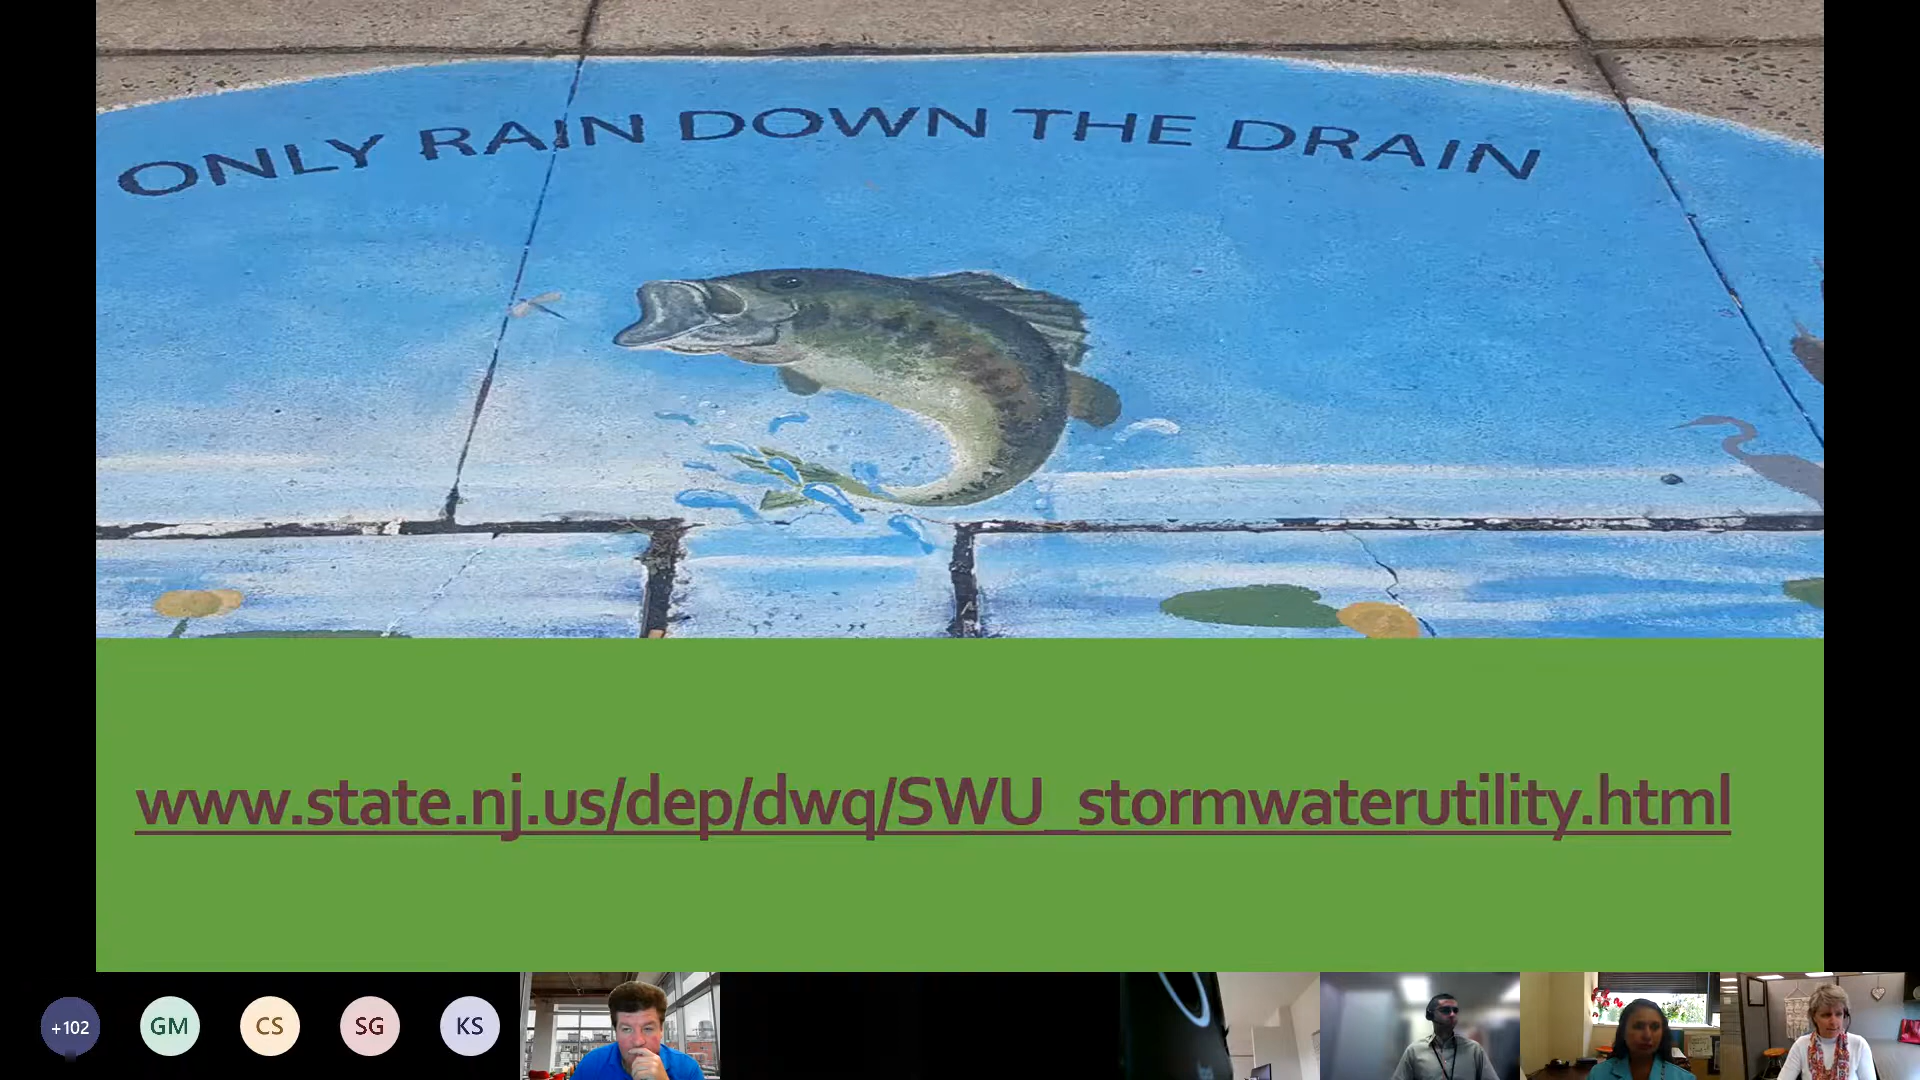 ONLY RAIN DOWN THE DRAIN
www.state.nj.us/dep/dwq/SWU_stormwaterutility.html
+102 GM CS SG KS